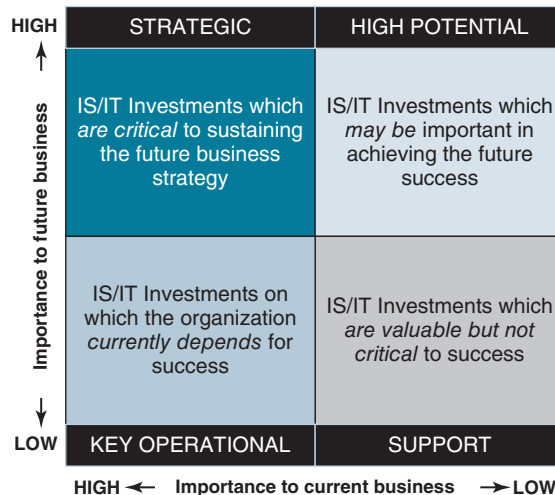 HIGH
STRATEGIC
HIGH POTENTIAL
IS/IT Investments which
are critical to sustaining
the future business
strategy
IS/IT Investments which
may be important in
achieving the future
success
Importance to future business
IS/IT Investments on
which the organization
currently depends for
success
IS/IT Investments which
are valuable but not
critical to success
LOW
KEY OPERATIONAL
SUPPORT
HIGH
Importance to current business
LOW